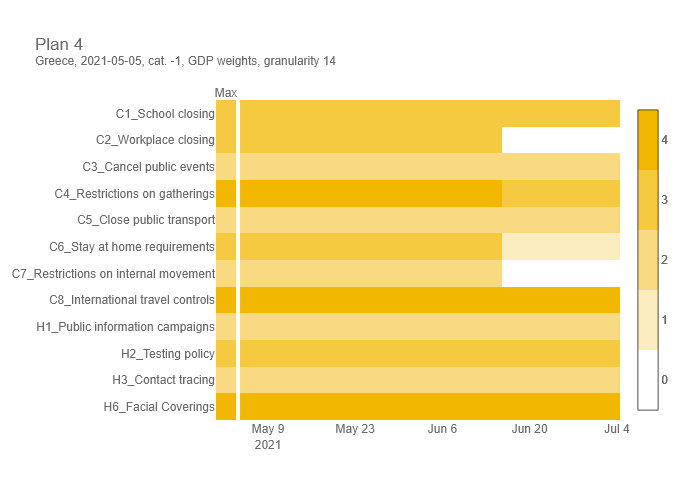 Plan 4
Greece, 2021-05-05, cat. -1, GDP weights, granularity 14
Max
C1_School closing
C2_Workplace closing
C3_Cancel public events
C4_Restrictions on gatherings
C5_Close public transport
C6_Stay at home requirements
C7_Restrictions on internal movement
C8_International travel controls
H1_Public information campaigns
H2_Testing policy
H3_Contact tracing
H6_Facial Coverings
May 9
2021
May 23
Jun 6
Jun 20
Jul 4
4
3
2
1
0